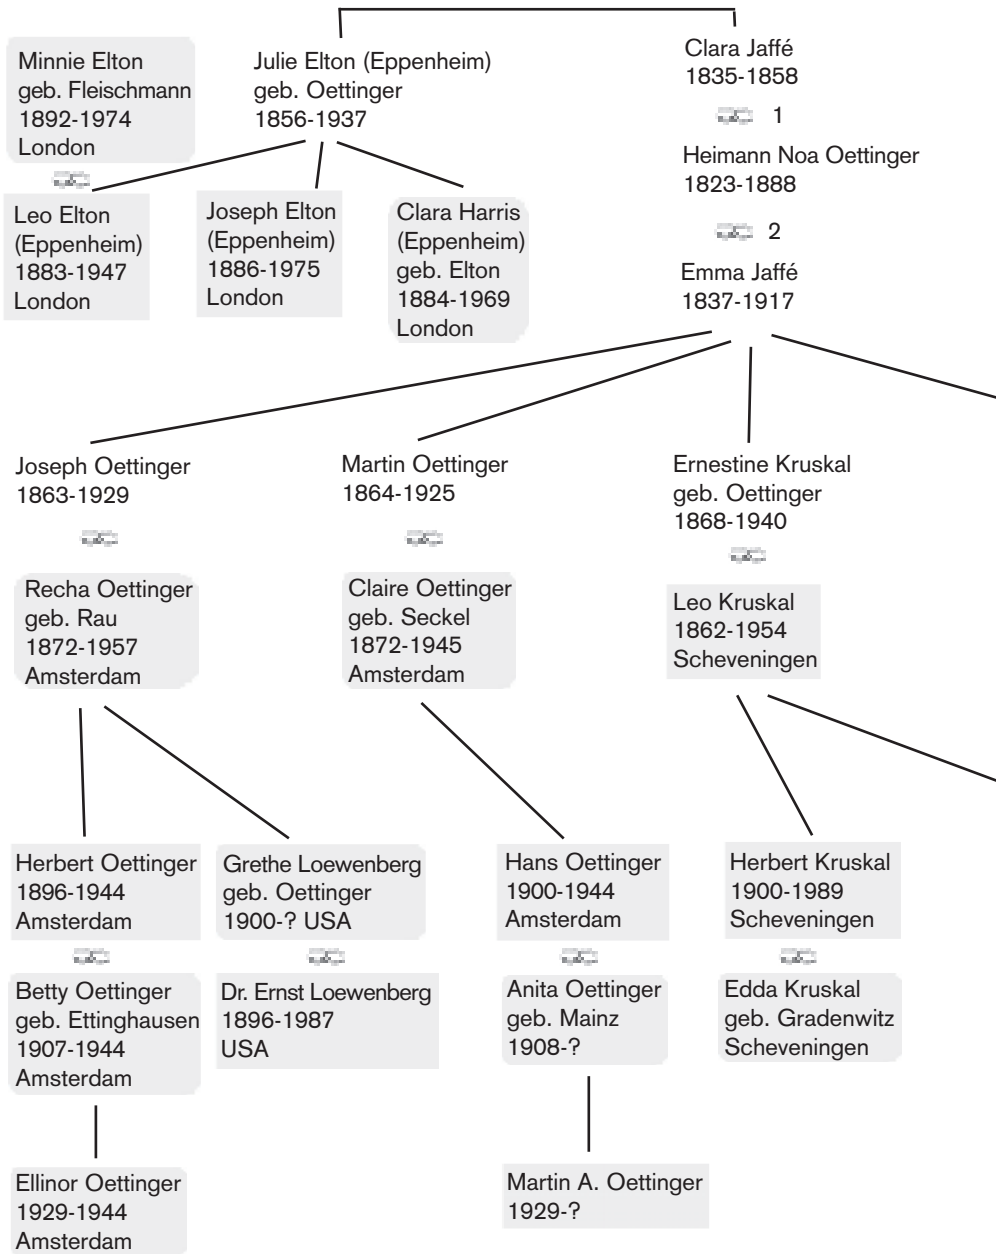 Minnie Elton
geb. Fleischmann
1892-1974
London
Julie Elton (Eppenheim)
geb. Oettinger
1856-1937
Clara Jaffé
1835-1858
1
Heimann Noa Oettinger
1823-1888
2
Emma Jaffé
1837-1917
Leo Elton
(Eppenheim)
1883-1947
London
Joseph Elton
(Eppenheim)
1886-1975
London
Clara Harris
(Eppenheim)
geb. Elton
1884-1969
London
Joseph Oettinger
1863-1929
Martin Oettinger
1864-1925
Ernestine Kruskal
geb. Oettinger
1868-1940
Recha Oettinger
geb. Rau
1872-1957
Amsterdam
Claire Oettinger
geb. Seckel
1872-1945
Amsterdam
Leo Kruskal
1862-1954
Scheveningen
Herbert Oettinger
1896-1944
Amsterdam
Grethe Loewenberg
geb. Oettinger
1900-? USA
Hans Oettinger
1900-1944
Amsterdam
Herbert Kruskal
1900-1989
Scheveningen
Betty Oettinger
geb. Ettinghausen
1907-1944
Amsterdam
Dr. Ernst Loewenberg
1896-1987
USA
Anita Oettinger
geb. Mainz
1908-?
Edda Kruskal
geb. Gradenwitz
Scheveningen
Ellinor Oettinger
1929-1944
Amsterdam
Martin A. Oettinger
1929-?